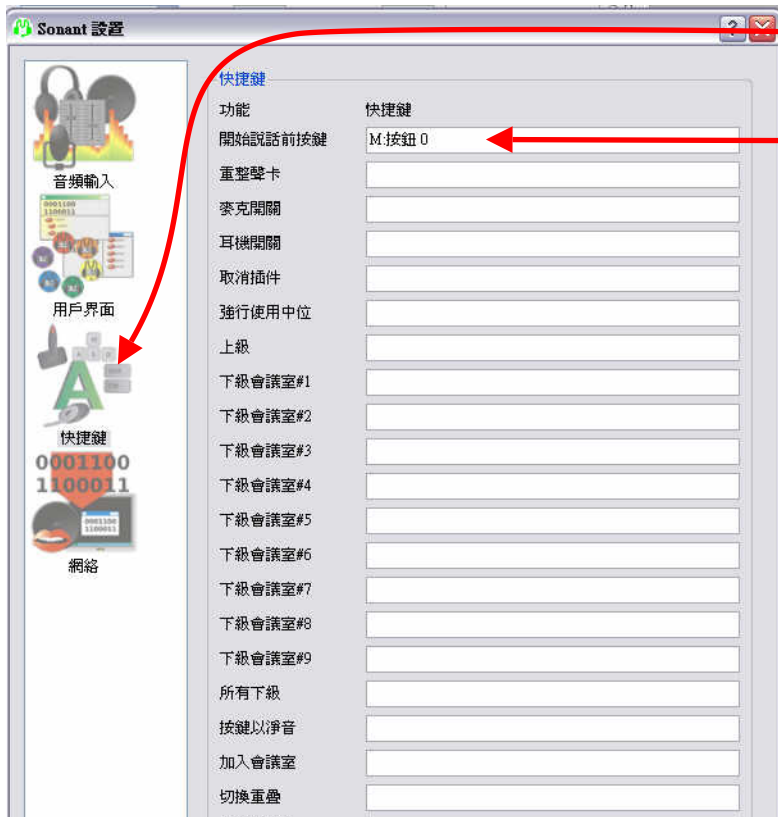 Sonant 設置
快捷鍵
功能 快捷鍵
開始説話前按鍵 M:按鈕 0
重整聲卡
麥克開關
耳機開關
取消插件
強行使用中位
上級
下級會議室#1
下級會議室#2
下級會議室#3
下級會議室#4
下級會議室#5
下級會議室#6
下級會議室#7
下級會議室#8
下級會議室#9
所有下級
按鍵以淨音
加入會議室
切換重疊
音頻輸入
0001100
1100011
用戶界面
A
快捷鍵
0001100
1100011
0001100
1100011
網絡